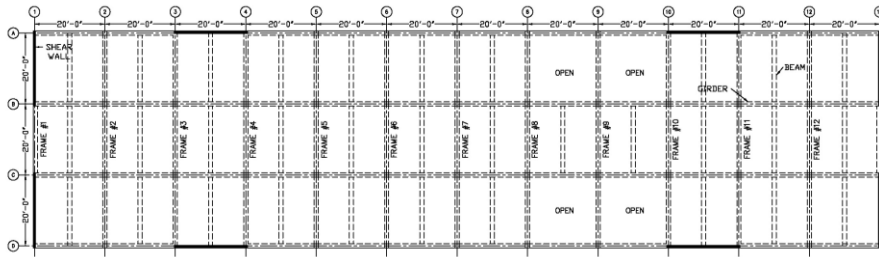 1 2 3 4 5 6 7 8 9 10 11 12
20'-0" 20'-0" 20'-0" 20'-0" 20'-0" 20'-0" 20'-0" 20'-0" 20'-0" 20'-0" 20'-0" 20'-0"
A
SHEAR
WALL
20'-0"
OPEN
OPEN
BEAM
GIRDER
B
20'-0"
FRAME #1
FRAME #2
FRAME #3
FRAME #4
FRAME #5
FRAME #6
FRAME #7
FRAME #8
FRAME #9
FRAME #10
FRAME #11
FRAME #12
C
20'-0"
OPEN
OPEN
D